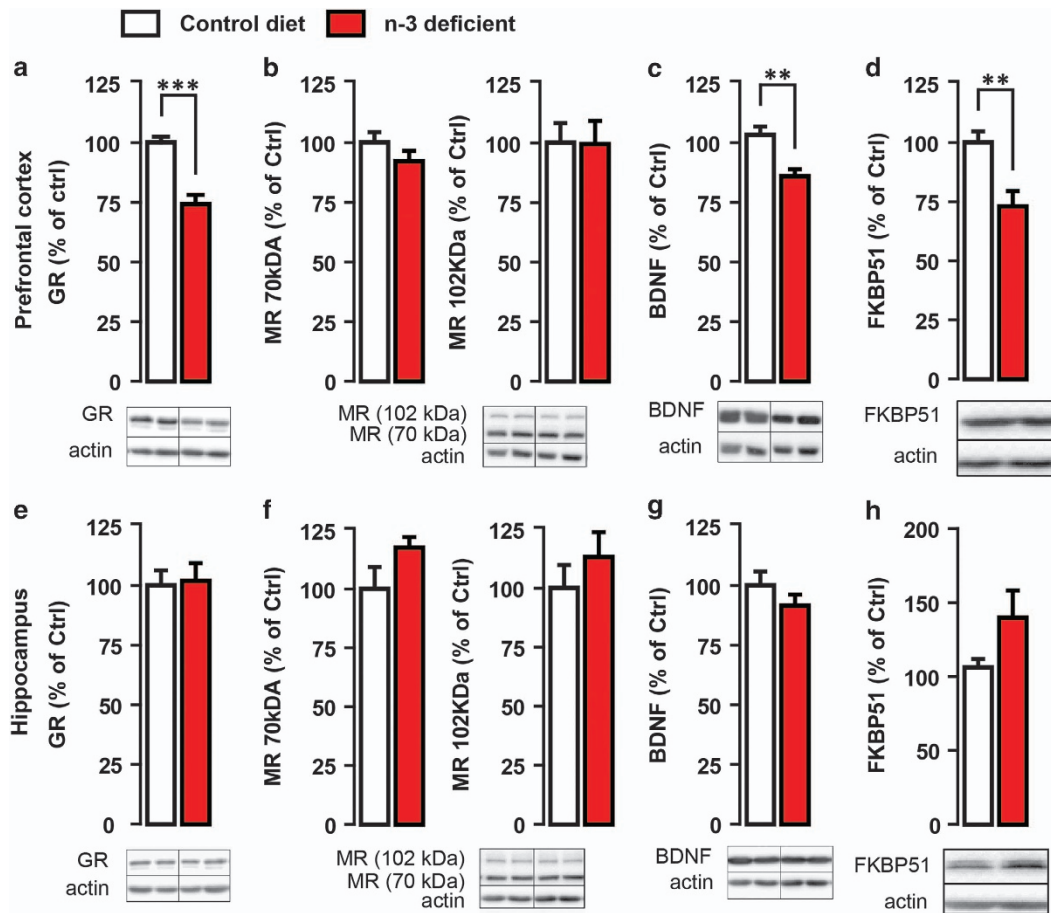 Control diet n-3 deficient
a
Prefrontal cortex
GR (% of ctrl)
125
100
75
50
25
0
***
GR
actin
b
MR 70kDA (% of Ctrl)
125
100
75
50
25
0
MR 102KDa (% of Ctrl)
125
100
75
50
25
0
MR (102 kDa)
MR (70 kDa)
actin
c
BDNF (% of Ctrl)
125
100
75
50
25
0
**
BDNF
actin
d
FKBP51 (% of Ctrl)
125
100
75
50
25
0
**
FKBP51
actin
e
Hippocampus
GR (% of Ctrl)
125
100
75
50
25
0
GR
actin
f
MR 70kDA (% of Ctrl)
125
100
75
50
25
0
MR 102KDa (% of Ctrl)
125
100
75
50
25
0
MR (102 kDa)
MR (70 kDa)
actin
g
BDNF (% of Ctrl)
125
100
75
50
25
0
BDNF
actin
h
FKBP51 (% of Ctrl)
200
150
100
50
0
FKBP51
actin